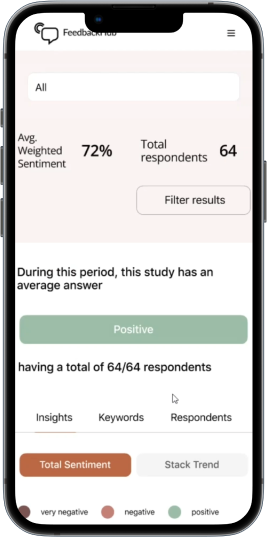 FeedbackHub
All
Avg.
Weighted
Sentiment
72%
Total
respondents
64
Filter results
During this period, this study has an
average answer
Positive
having a total of 64/64 respondents
Insights Keywords Respondents
Total Sentiment Stack Trend
very negative negative positive